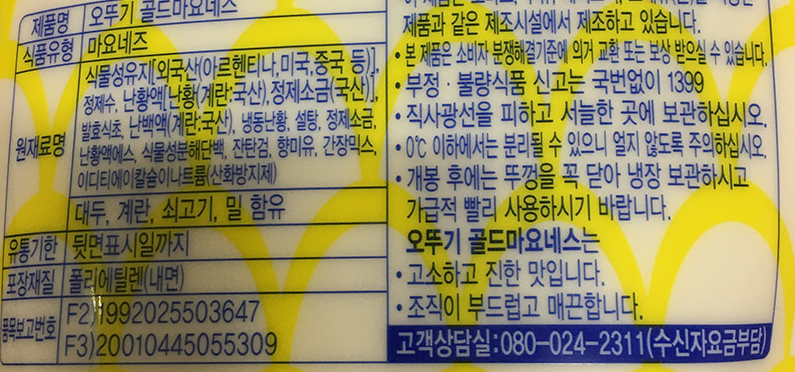 제품명 오뚜기 골드마요네스
식품유형 마요네즈
원재료명
식물성유지[외국산(아르헨티나,미국,중국 등)],
정제수, 난황액[난황(계란:국산), 정제소금(국산)],
발효식초, 난백액(계란:국산), 냉동난황, 설탕, 정제소금,
난황액에스, 식물성분해단백, 잔탄검, 향미유, 간장믹스,
이디티에이칼슘이나트륨(산화방지제)
대두, 계란, 쇠고기, 밀 함유
유통기한 뒷면표시일까지
포장재질 폴리에틸렌(내면)
품목보고번호
F2)1992025503647
F3)20010445055309
제품과 같은 제조시설에서 제조하고 있습니다.
• 본 제품은 소비자 분쟁해결기준에 의거 교환 또는 보상 받으실 수 있습니다.
• 부정·불량식품 신고는 국번없이 1399
• 직사광선을 피하고 서늘한 곳에 보관하십시오.
• 0℃ 이하에서는 분리될 수 있으니 얼지 않도록 주의하십시오.
• 개봉 후에는 뚜껑을 꼭 닫아 냉장 보관하시고
가급적 빨리 사용하시기 바랍니다.
오뚜기 골드마요네스는
• 고소하고 진한 맛입니다.
• 조직이 부드럽고 매끈합니다.
고객상담실:080-024-2311(수신자요금부담)